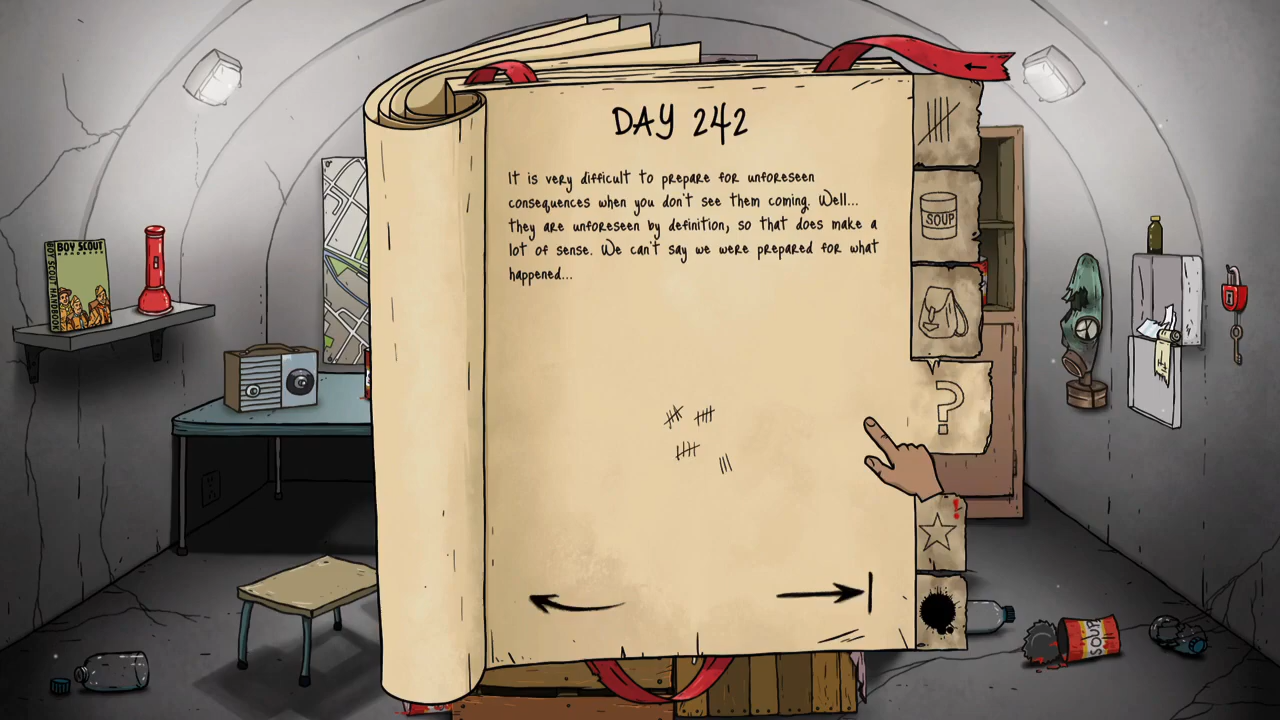 DAY 242
It is very difficult to prepare for unforeseen
consequences when you don't see them coming. Well...
they are unforeseen by definition, so that does make a
lot of sense. We can't say we were prepared for what
happened...
SOUP
?
!
BOY SCOUT
BOY SCOUT HANDBOOK
SOUP